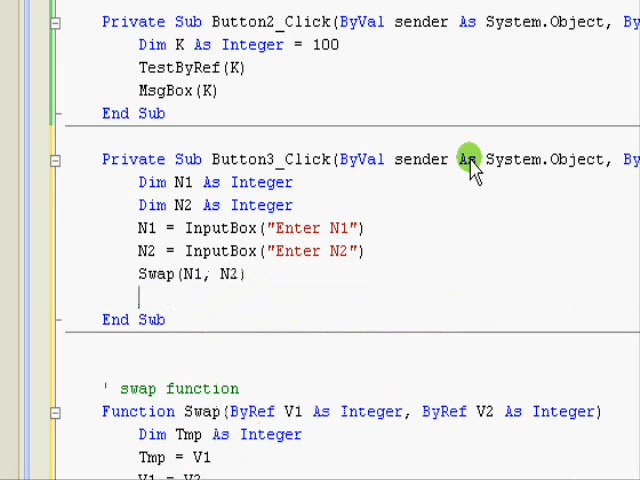 Private Sub Button2_Click(ByVal sender As System.Object, By
Dim K As Integer = 100
TestByRef(K)
MsgBox(K)
End Sub
Private Sub Button3_Click(ByVal sender As System.Object, By
Dim N1 As Integer
Dim N2 As Integer
N1 = InputBox("Enter N1")
N2 = InputBox("Enter N2")
Swap(N1, N2)
End Sub
' swap function
Function Swap(ByRef V1 As Integer, ByRef V2 As Integer)
Dim Tmp As Integer
Tmp = V1
V1 = V2